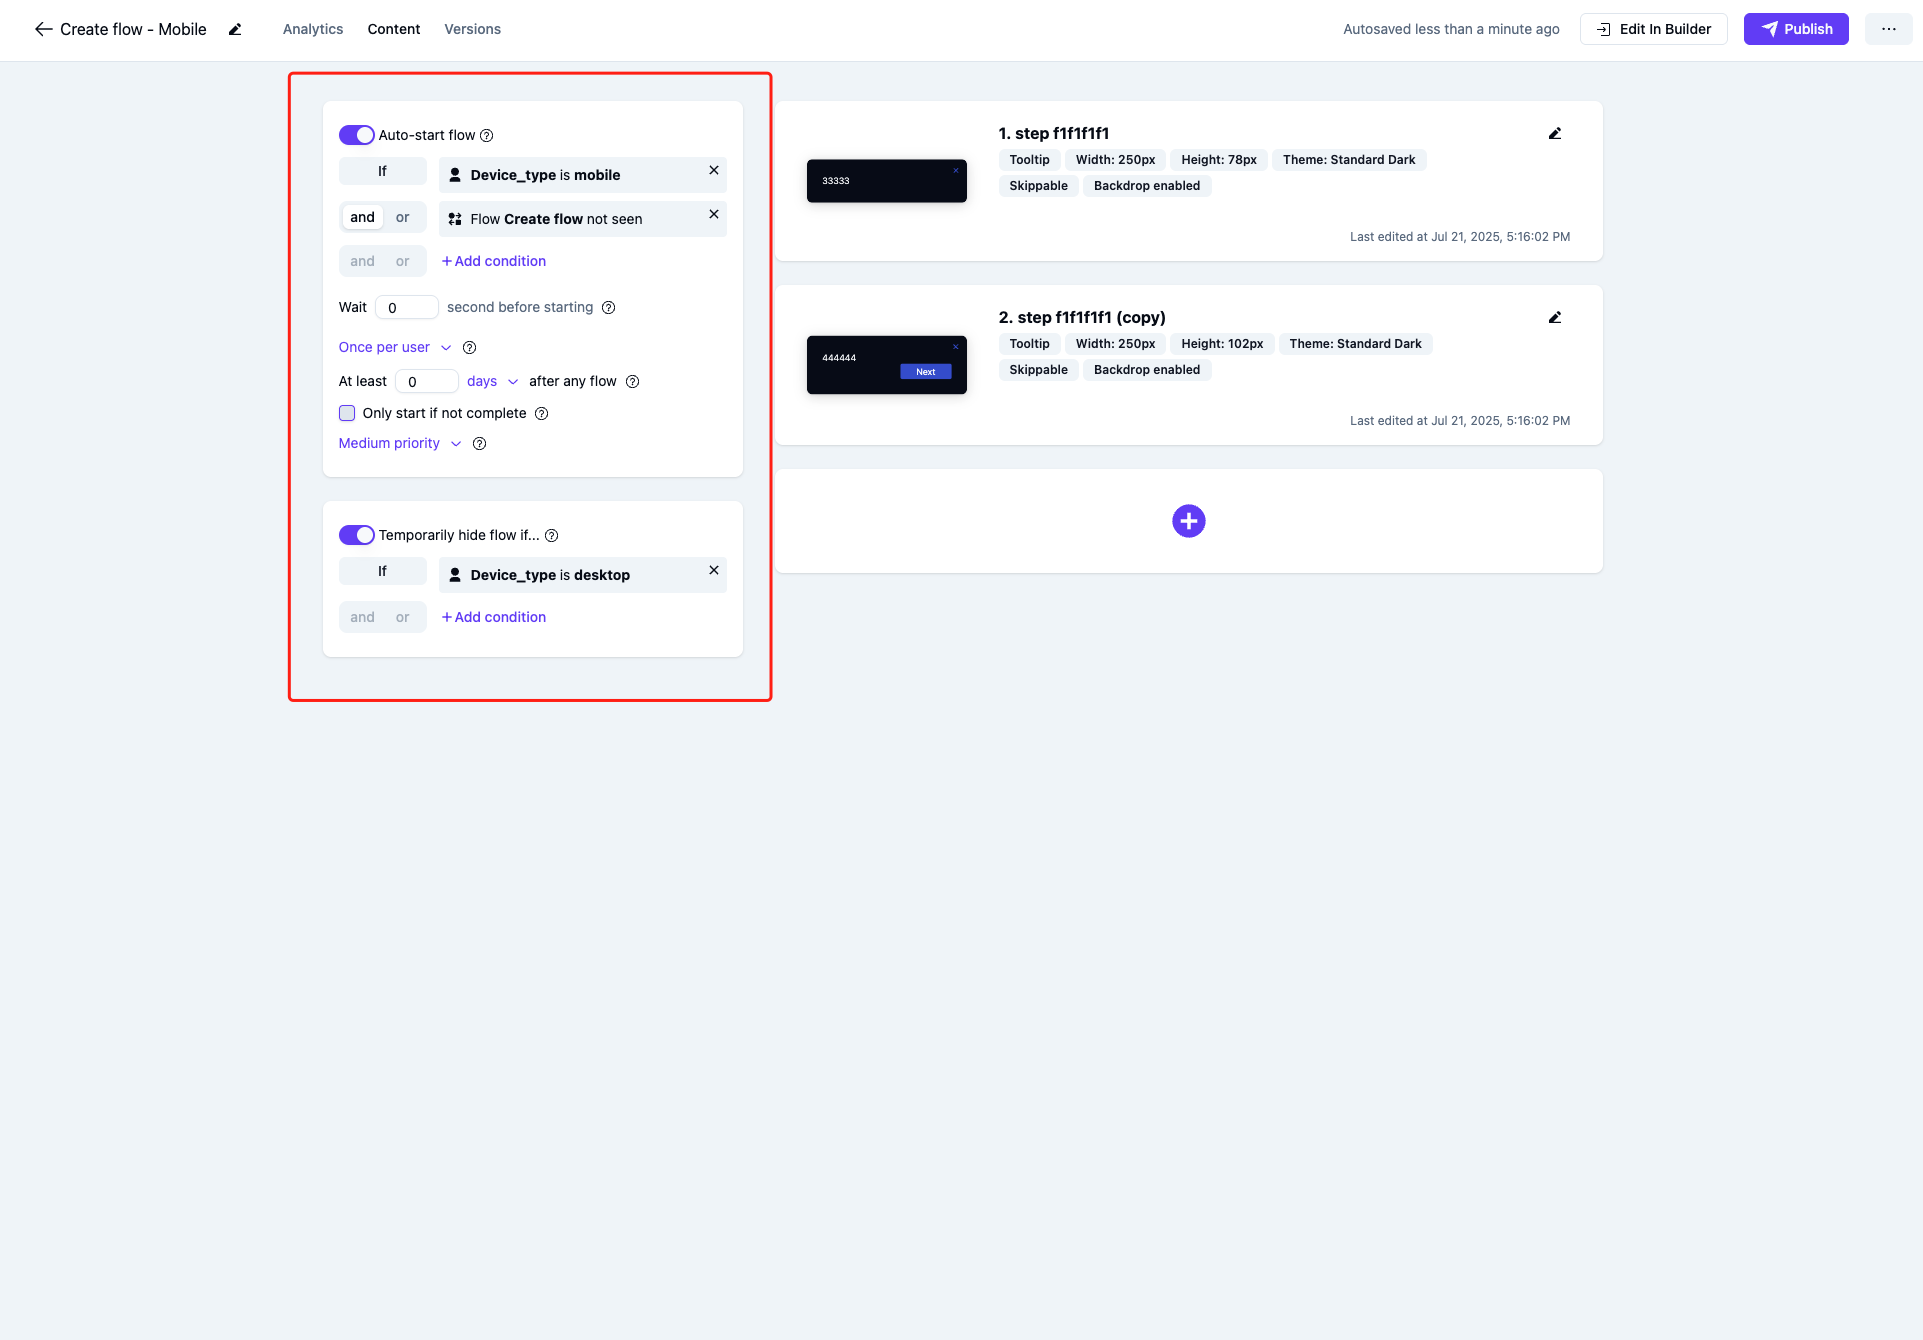 Create flow - Mobile
Analytics
Content
Versions
Autosaved less than a minute ago
Edit In Builder
Publish
Auto-start flow
If
Device_type is mobile
and or
Flow Create flow not seen
and or
+ Add condition
Wait 0 second before starting
Once per user
At least 0 days after any flow
Only start if not complete
Medium priority
Temporarily hide flow if...
If
Device_type is desktop
and or
+ Add condition
33333
1. step f1f1f1f1
Tooltip Width: 250px Height: 78px Theme: Standard Dark
Skippable Backdrop enabled
Last edited at Jul 21, 2025, 5:16:02 PM
444444
Next
2. step f1f1f1f1 (copy)
Tooltip Width: 250px Height: 102px Theme: Standard Dark
Skippable Backdrop enabled
Last edited at Jul 21, 2025, 5:16:02 PM